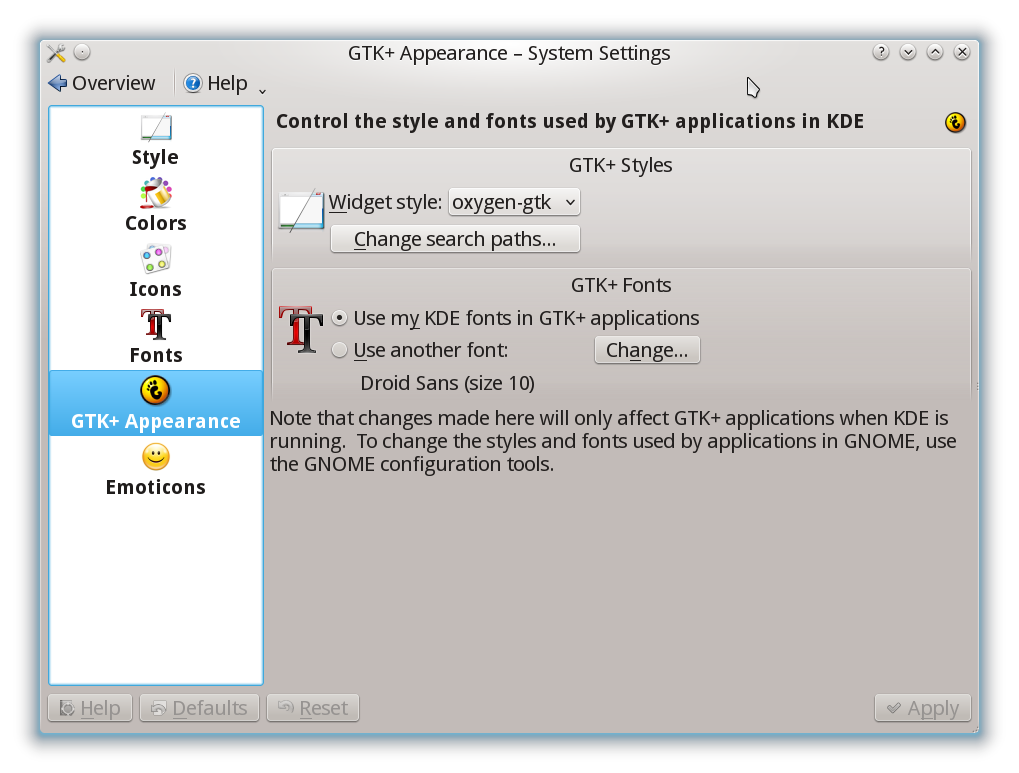 GTK+ Appearance – System Settings
Overview
Help
Control the style and fonts used by GTK+ applications in KDE
Style
Colors
Icons
Fonts
GTK+ Appearance
Emoticons
GTK+ Styles
Widget style: oxygen-gtk
Change search paths...
GTK+ Fonts
Use my KDE fonts in GTK+ applications
Use another font: Change...
Droid Sans (size 10)
Note that changes made here will only affect GTK+ applications when KDE is
running.  To change the styles and fonts used by applications in GNOME, use
the GNOME configuration tools.
Help Defaults Reset Apply